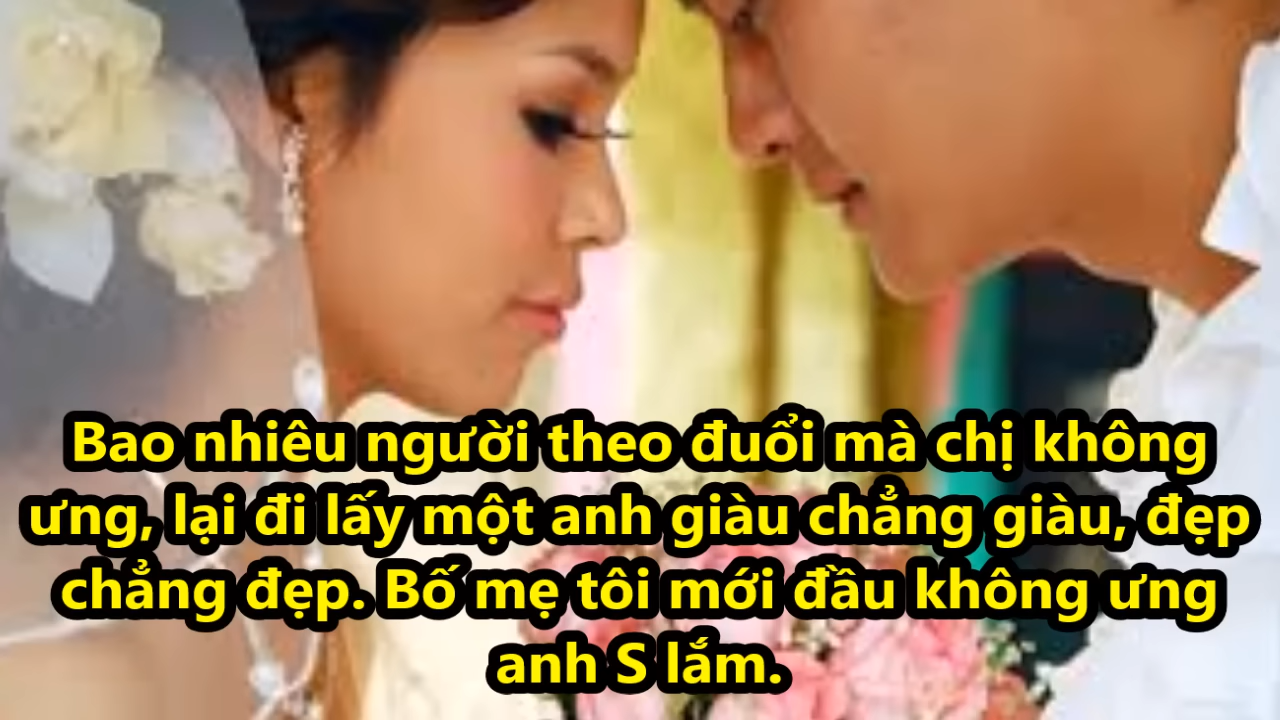 Bao nhiêu người theo đuổi mà chị không
ưng, lại đi lấy một anh giàu chẳng giàu, đẹp
chẳng đẹp. Bố mẹ tôi mới đầu không ưng
anh S lắm.